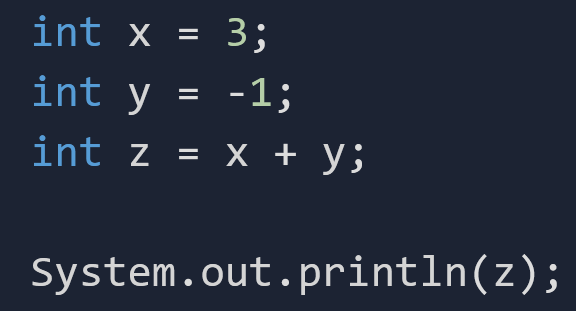 int x = 3;
int y = -1;
int z = x + y;
System.out.println(z);